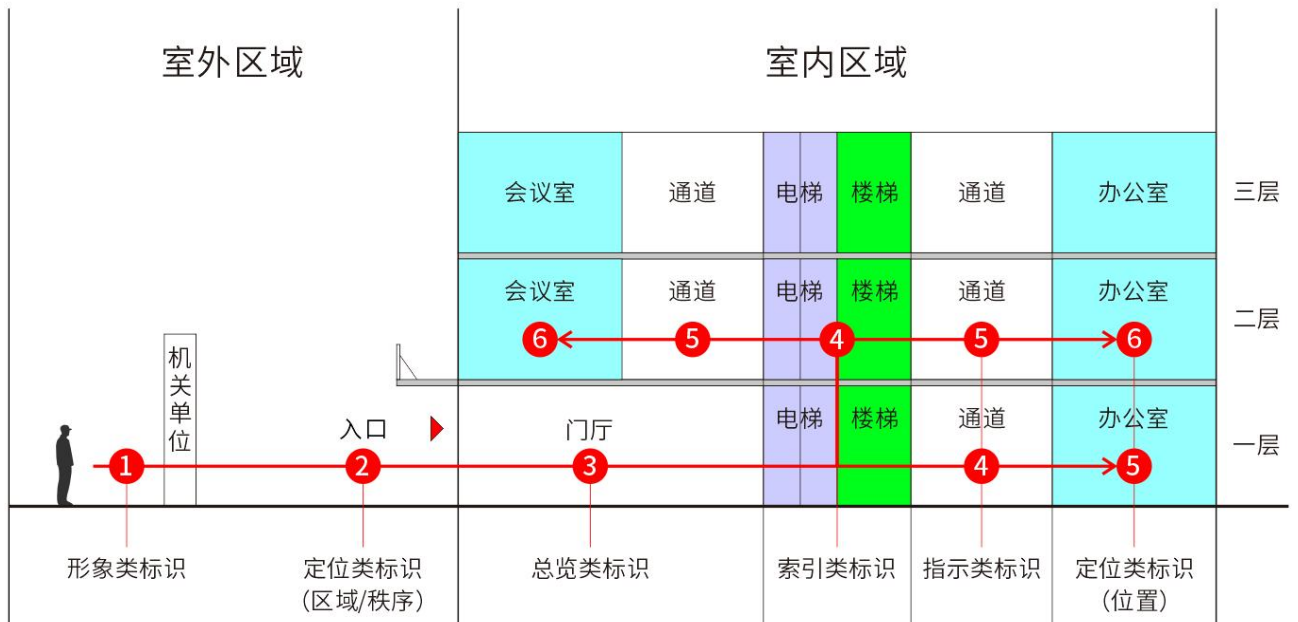 室外区域
室内区域
会议室
通道
电梯
楼梯
通道
办公室
三层
会议室
通道
电梯
楼梯
通道
办公室
二层
6
5
4
5
6
机关单位
入口
门厅
电梯
楼梯
通道
办公室
一层
1
2
3
4
5
形象类标识
定位类标识
（区域/秩序）
总览类标识
索引类标识
指示类标识
定位类标识
（位置）